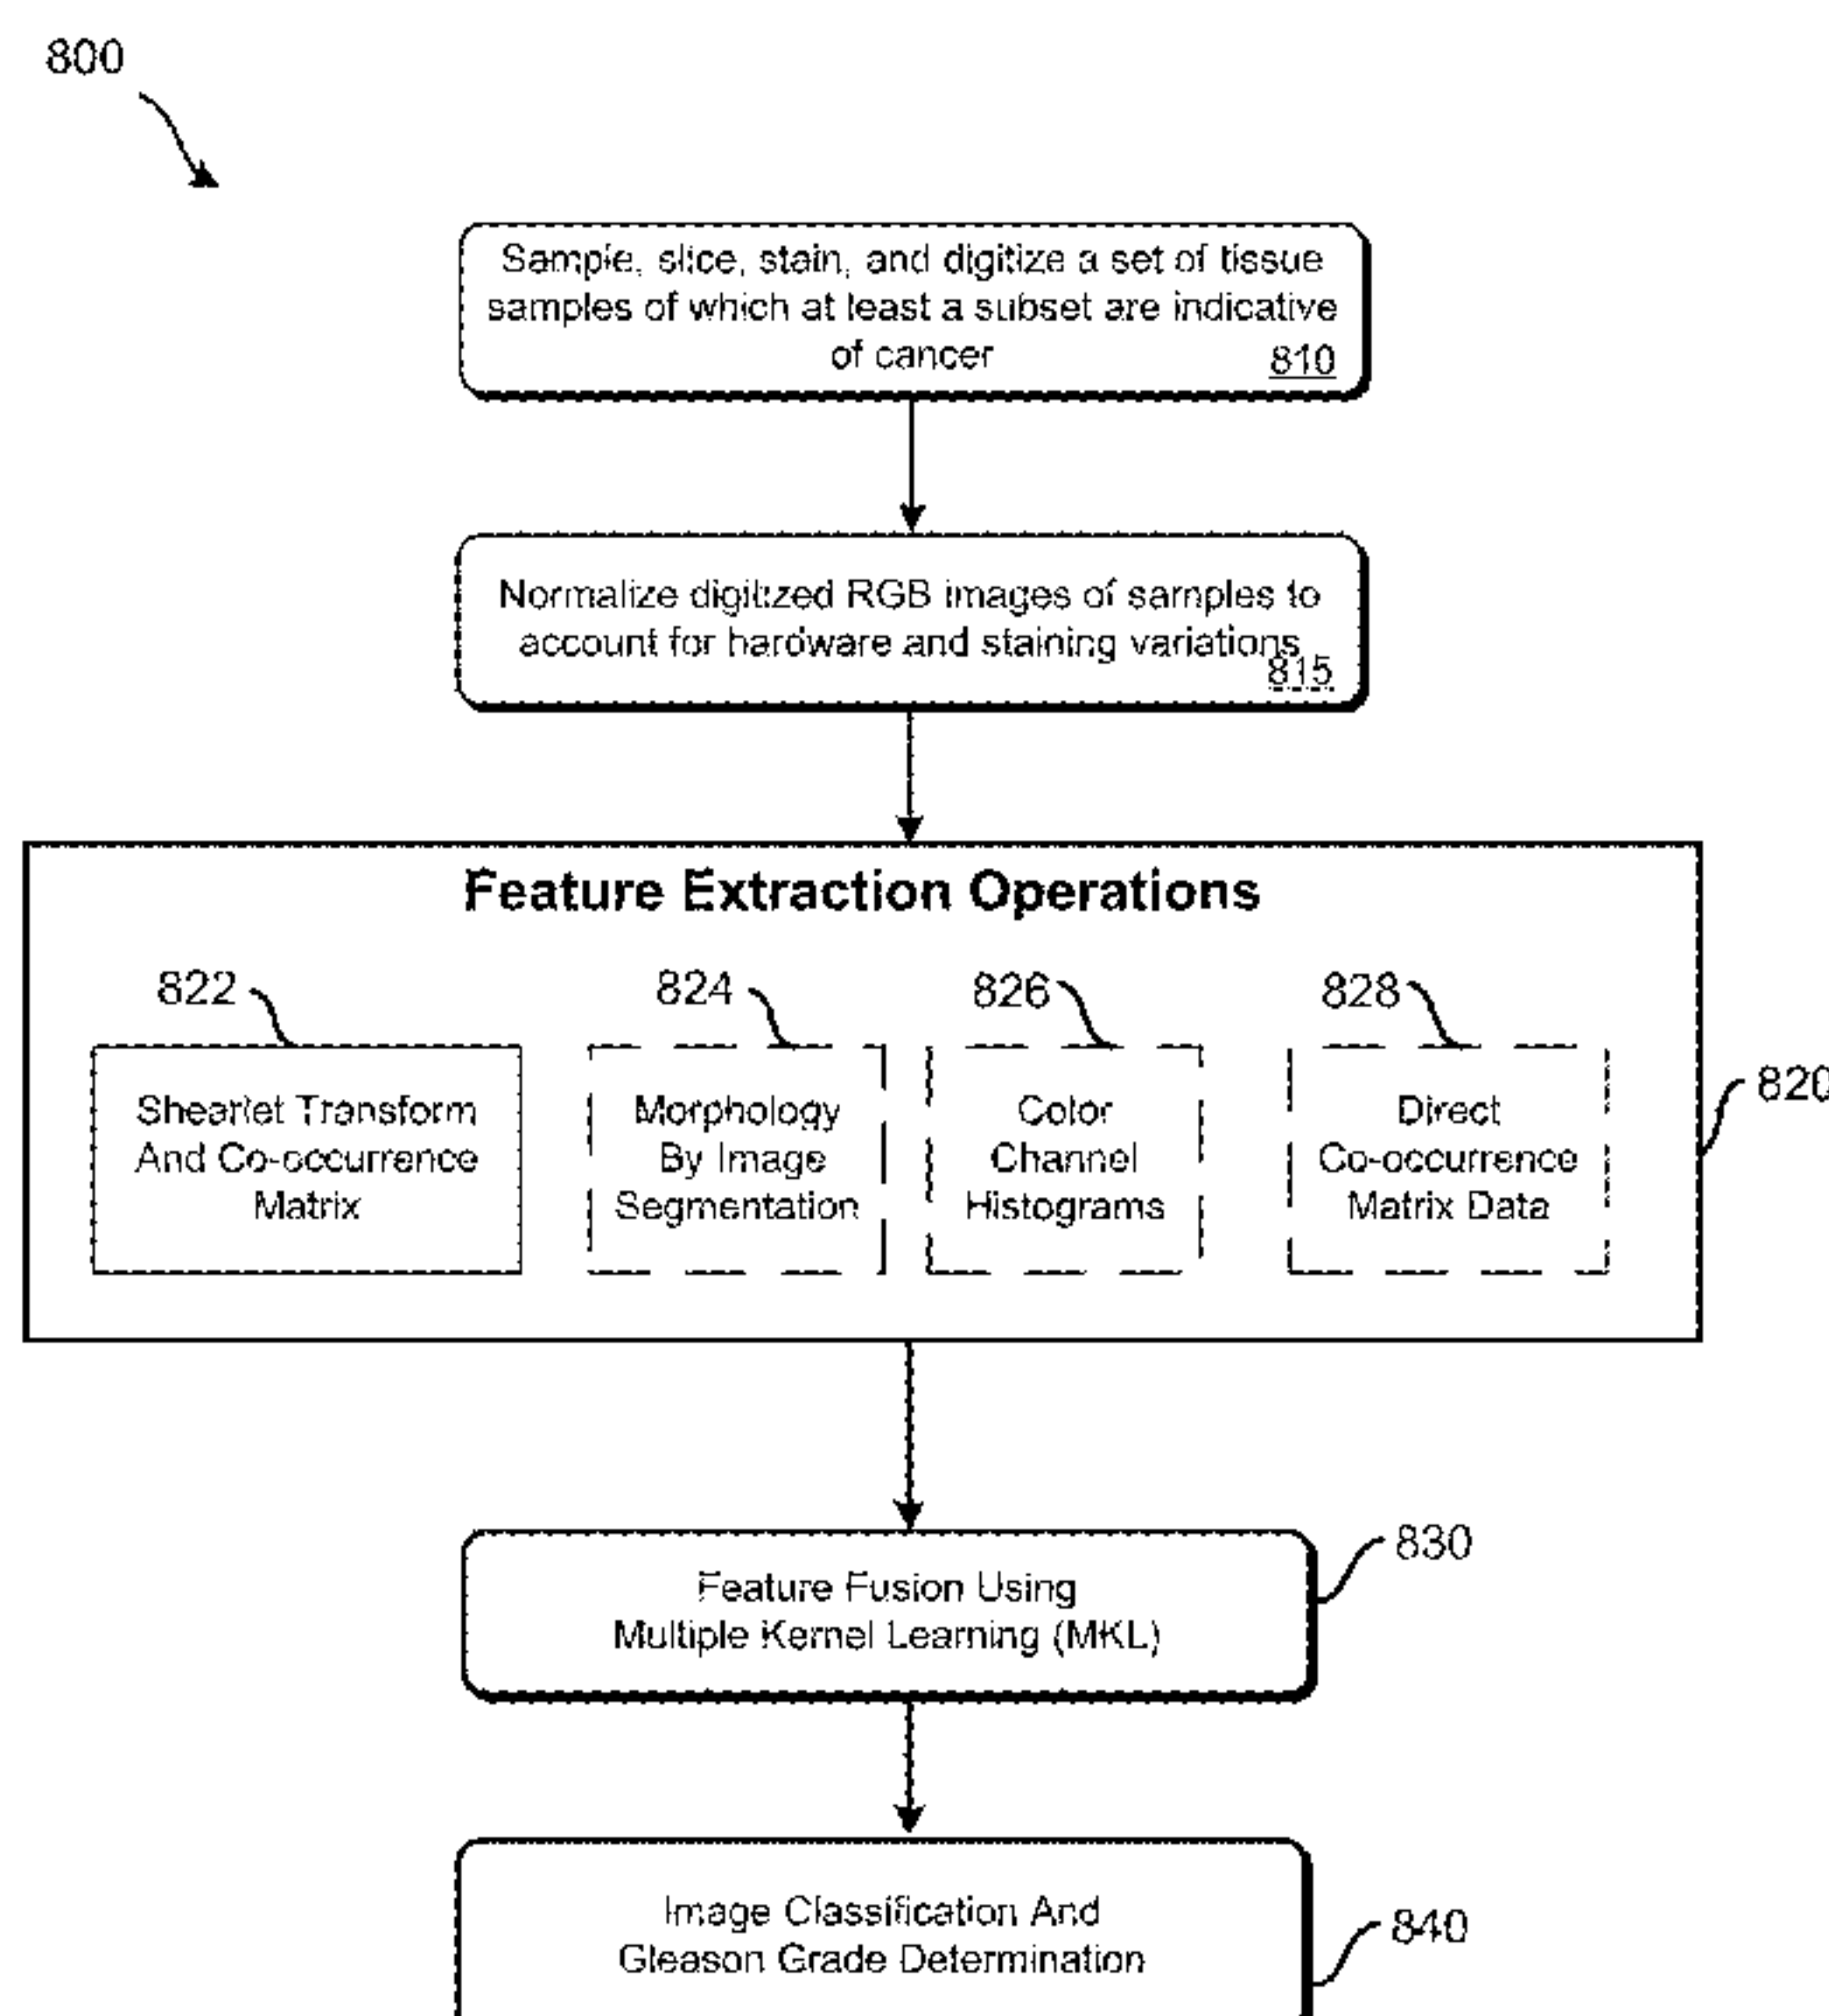 800
Sample, slice, stain, and digitize a set of tissue
samples of which at least a subset are indicative
of cancer
810
Normalize digitized RGB images of samples to
account for hardware and staining variations
815
Feature Extraction Operations
822
824
826
828
Shearlet Transform
And Co-occurrence
Matrix
Morphology
By Image
Segmentation
Color
Channel
Histograms
Direct
Co-occurrence
Matrix Data
820
Feature Fusion Using
Multiple Kernel Learning (MKL)
830
Image Classification And
Gleason Grade Determination
840